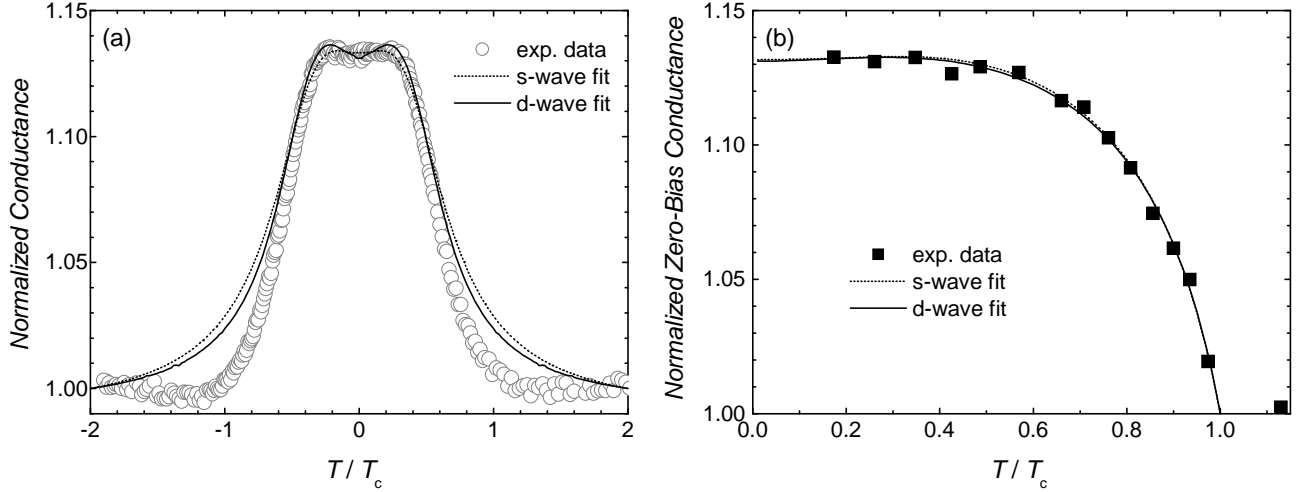 (a)
exp. data
s-wave fit
d-wave fit
Normalized Conductance
1.15
1.10
1.05
1.00
-2
-1
0
1
2
T / Tc
(b)
exp. data
s-wave fit
d-wave fit
Normalized Zero-Bias Conductance
1.15
1.10
1.05
1.00
0.0
0.2
0.4
0.6
0.8
1.0
T / Tc